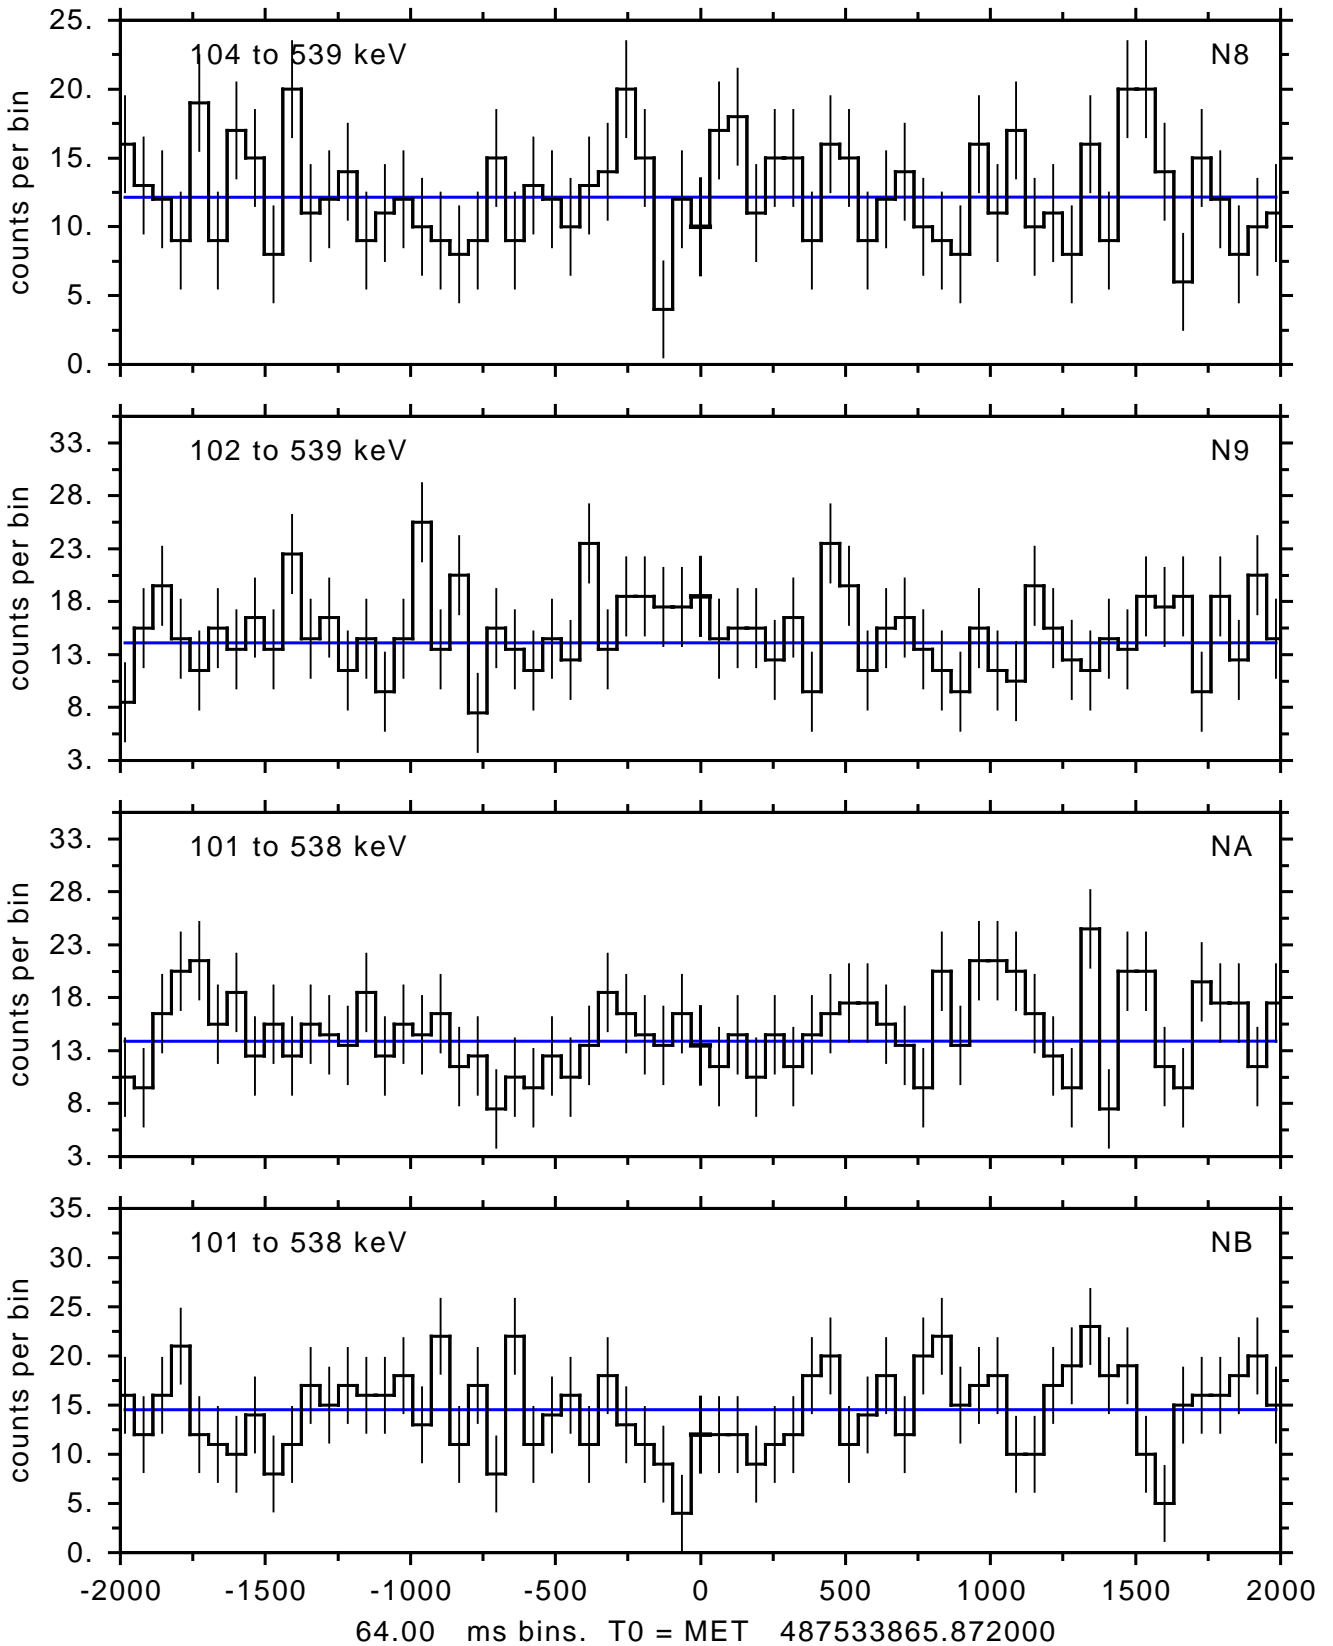 25.
20.
15.
10.
5.
0.
counts per bin
104 to 539 keV
N8
33.
28.
23.
18.
13.
8.
3.
counts per bin
102 to 539 keV
N9
33.
28.
23.
18.
13.
8.
3.
counts per bin
101 to 538 keV
NA
35.
30.
25.
20.
15.
10.
5.
0.
counts per bin
101 to 538 keV
NB
-2000 -1500 -1000 -500 0 500 1000 1500 2000
64.00 ms bins. T0 = MET 487533865.872000